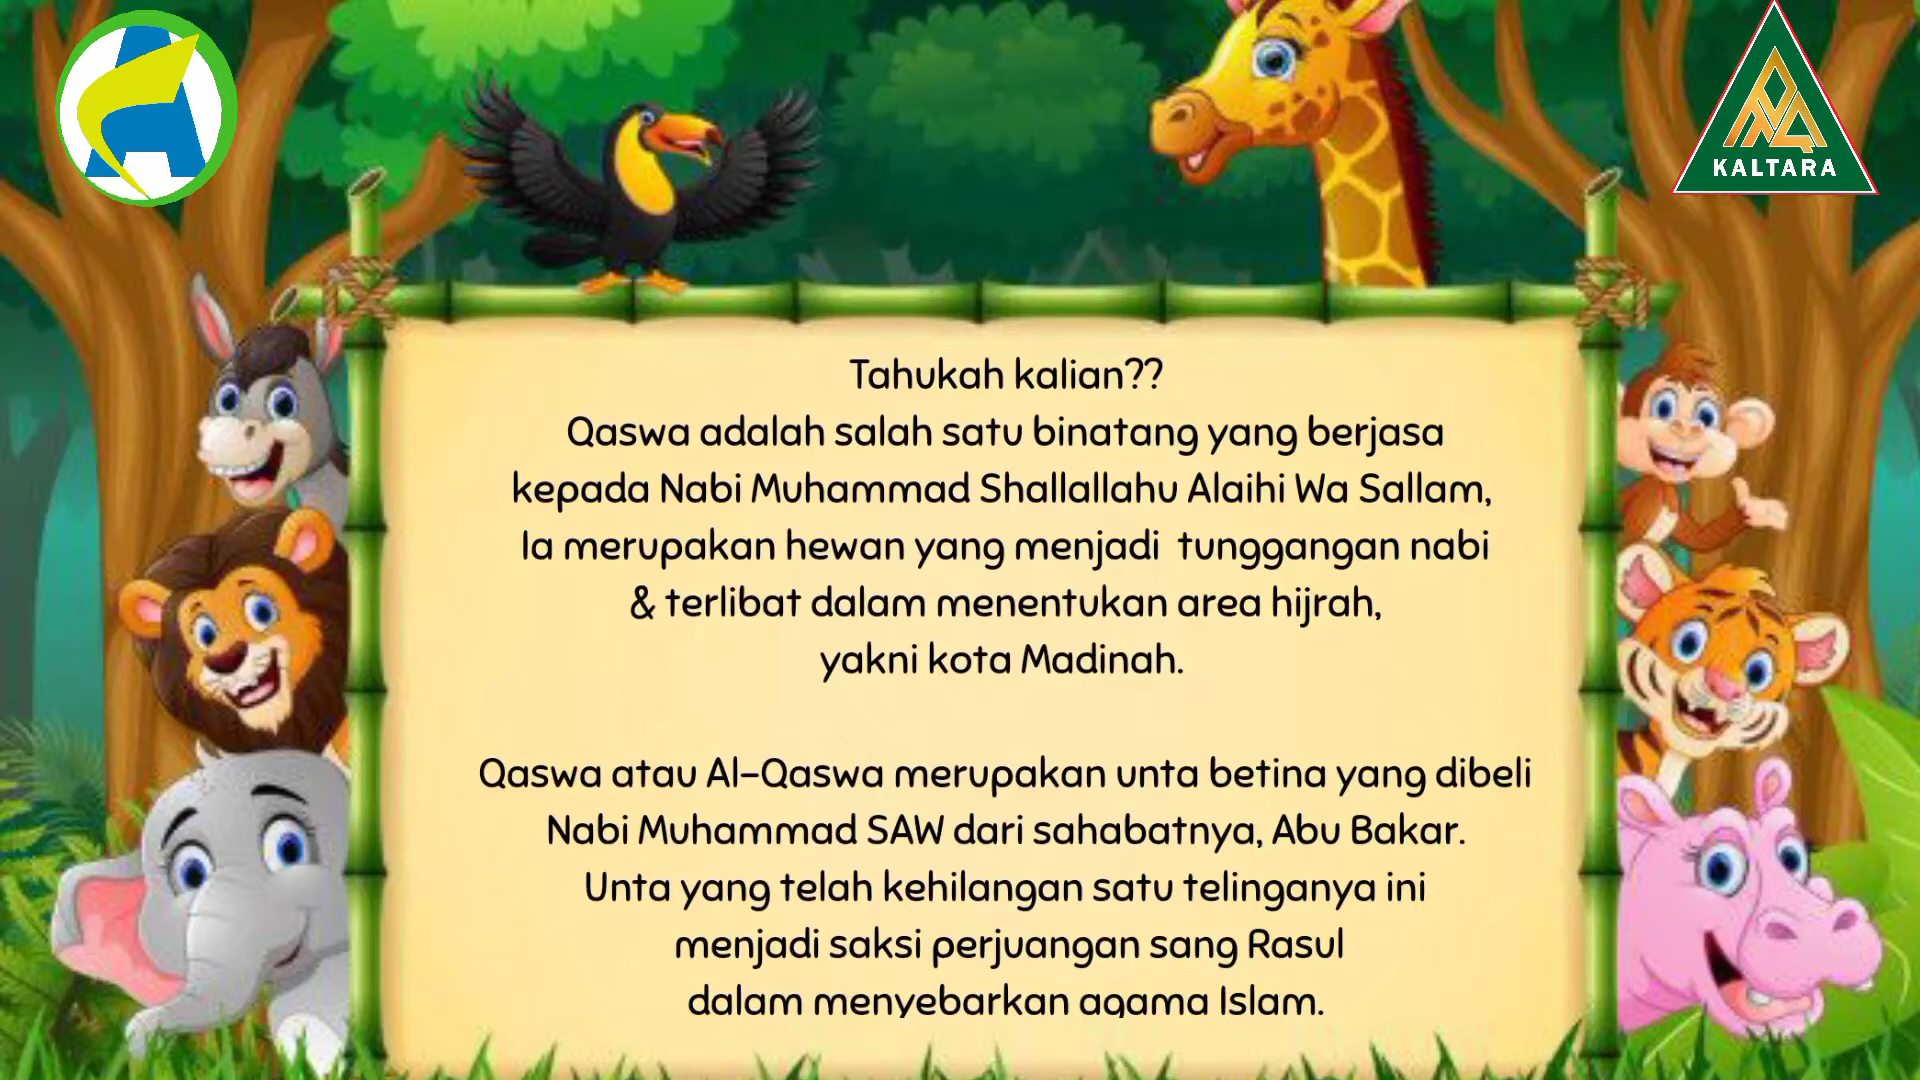 KALTARA
Tahukah kalian??
Qaswa adalah salah satu binatang yang berjasa
kepada Nabi Muhammad Shallallahu Alaihi Wa Sallam,
Ia merupakan hewan yang menjadi tunggangan nabi
& terlibat dalam menentukan area hijrah,
yakni kota Madinah.
Qaswa atau Al-Qaswa merupakan unta betina yang dibeli
Nabi Muhammad SAW dari sahabatnya, Abu Bakar.
Unta yang telah kehilangan satu telinganya ini
menjadi saksi perjuangan sang Rasul
dalam menyebarkan agama Islam.